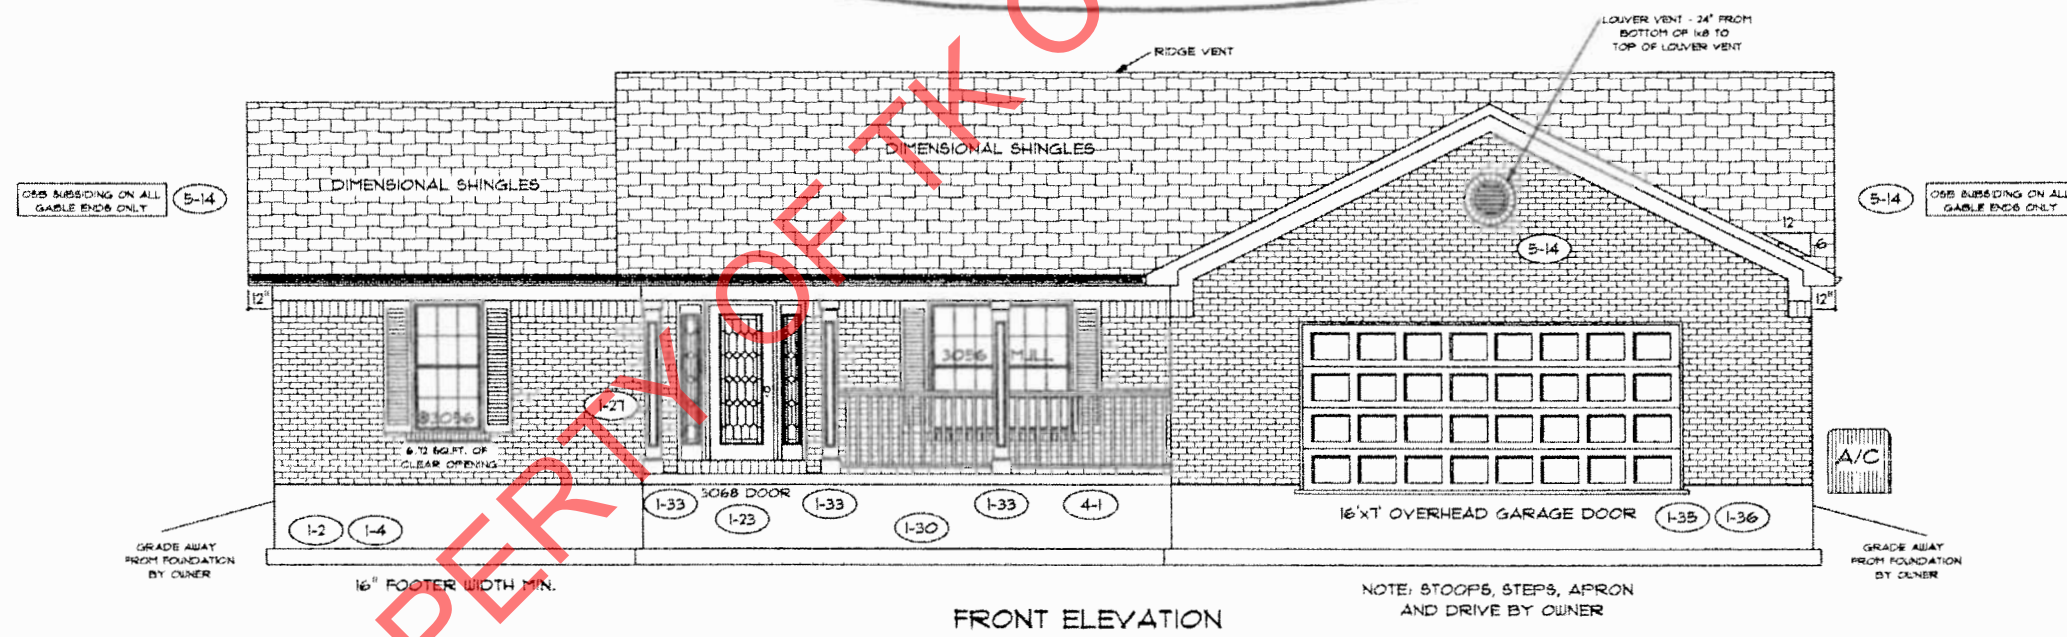 LOUVER VENT - 24" FROM
BOTTOM OF 1x8 TO
TOP OF LOUVER VENT
RIDGE VENT
DIMENSIONAL SHINGLES
DIMENSIONAL SHINGLES
OSB SUBSIDING ON ALL
GABLE ENDS ONLY
5-14
5-14
OSB SUBSIDING ON ALL
GABLE ENDS ONLY
12
6
5-14
12"
12"
3056 MULL
B3056
1-27
6.72 SQ.FT. OF
CLEAR OPENING
A/C
1-33
3068 DOOR
1-23
1-33
1-30
1-33
4-1
16'x7' OVERHEAD GARAGE DOOR
1-35
1-36
1-2
1-4
GRADE AWAY
FROM FOUNDATION
BY OWNER
GRADE AWAY
FROM FOUNDATION
BY OWNER
16" FOOTER WIDTH MIN.
NOTE: STOOPS, STEPS, APRON
AND DRIVE BY OWNER
FRONT ELEVATION
PERTY OF TK O